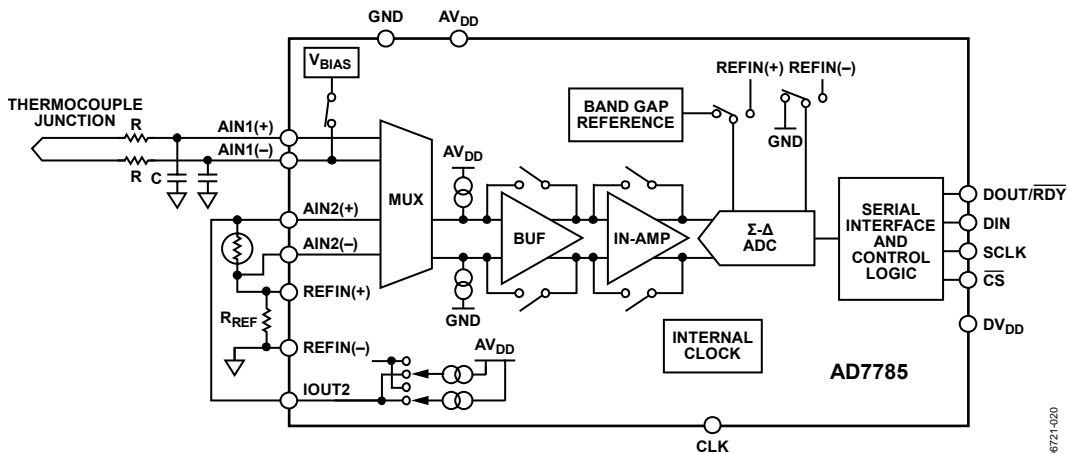 GND
AVDD
VBIAS
REFIN(+) REFIN(–)
THERMOCOUPLE
JUNCTION
R
AIN1(+)
BAND GAP
REFERENCE
GND
R
C
AIN1(–)
AVDD
MUX
AIN2(+)
BUF
IN-AMP
Σ-Δ
ADC
SERIAL
INTERFACE
AND
CONTROL
LOGIC
DOUT/RDY
DIN
SCLK
CS
AIN2(–)
REFIN(+)
GND
RREF
INTERNAL
CLOCK
DVDD
REFIN(–)
AVDD
AD7785
IOUT2
CLK